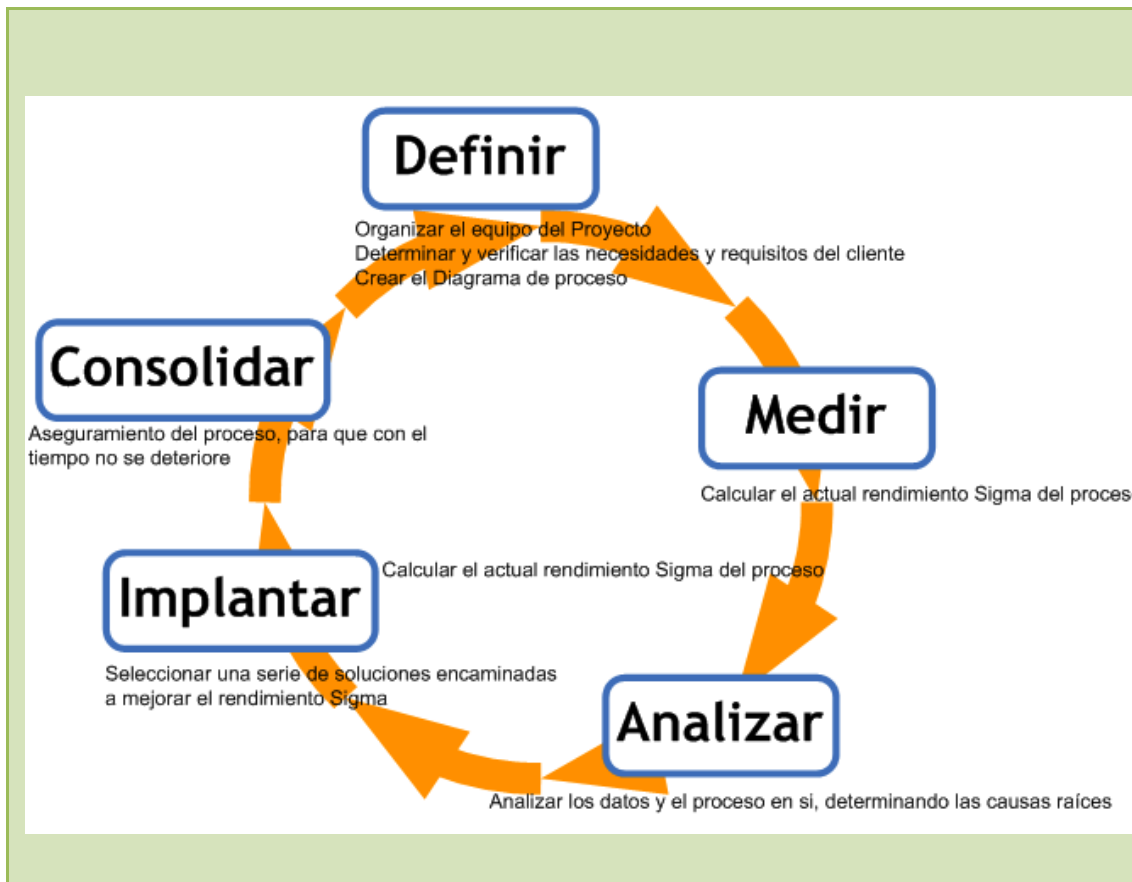 Definir
Organizar el equipo del Proyecto
Determinar y verificar las necesidades y requisitos del cliente
Crear el Diagrama de proceso
Medir
Calcular el actual rendimiento Sigma del proces
Analizar
Analizar los datos y el proceso en si, determinando las causas raíces
Implantar
Calcular el actual rendimiento Sigma del proceso
Seleccionar una serie de soluciones encaminadas
a mejorar el rendimiento Sigma
Consolidar
Aseguramiento del proceso, para que con el
tiempo no se deteriore